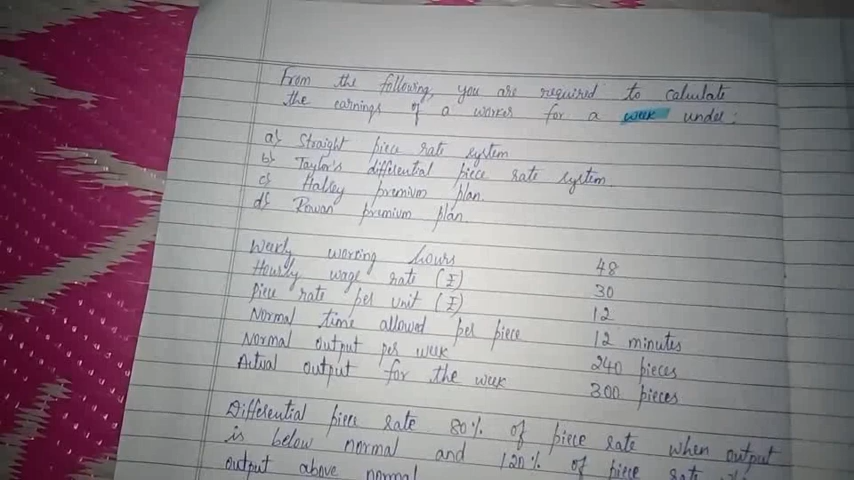 From the following, you are required to calculate
the earnings of a worker for a week under:
a) Straight piece rate system
b) Taylor's differential piece rate system.
c) Halsey premium plan.
d) Rowan premium plan.
Weekly working hours 48
Hourly wage rate (₹) 30
Piece rate per unit (₹) 12
Normal time allowed per piece 12 minutes
Normal output per week 240 pieces
Actual output for the week 300 pieces
Differential piece rate 80% of piece rate when output
is below normal and 120% of piece rate
output above normal